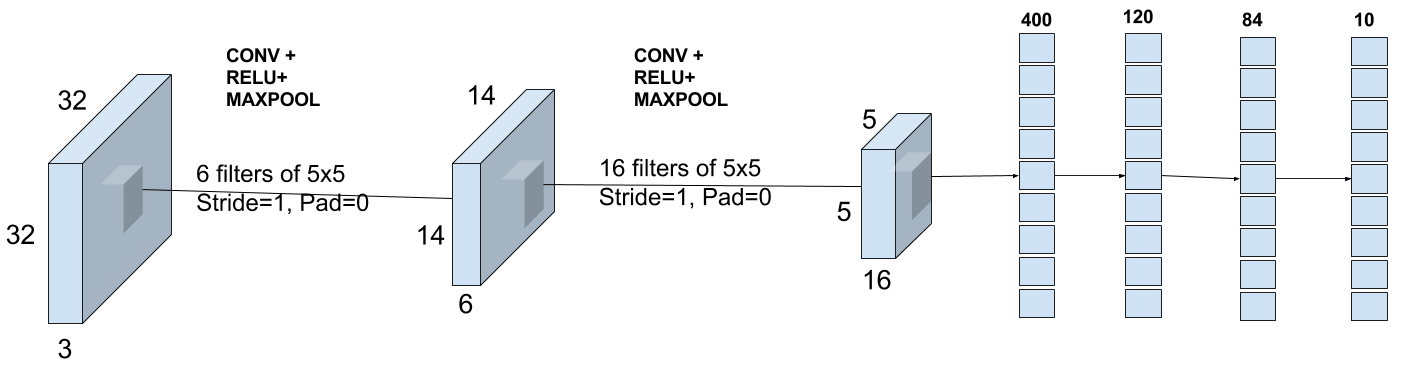 32
32
3
CONV +
RELU+
MAXPOOL
6 filters of 5x5
Stride=1, Pad=0
14
14
6
CONV +
RELU+
MAXPOOL
16 filters of 5x5
Stride=1, Pad=0
5
5
16
400
120
84
10